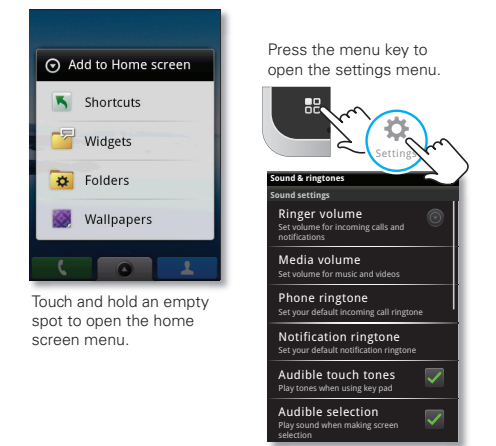 Add to Home screen
Shortcuts
Widgets
Folders
Wallpapers
Touch and hold an empty
spot to open the home
screen menu.
Press the menu key to
open the settings menu.
Settings
Sound & ringtones
Sound settings
Ringer volume
Set volume for incoming calls and
notifications
Media volume
Set volume for music and videos
Phone ringtone
Set your default incoming call ringtone
Notification ringtone
Set your default notification ringtone
Audible touch tones
Play tones when using key pad
Audible selection
Play sound when making screen
selection